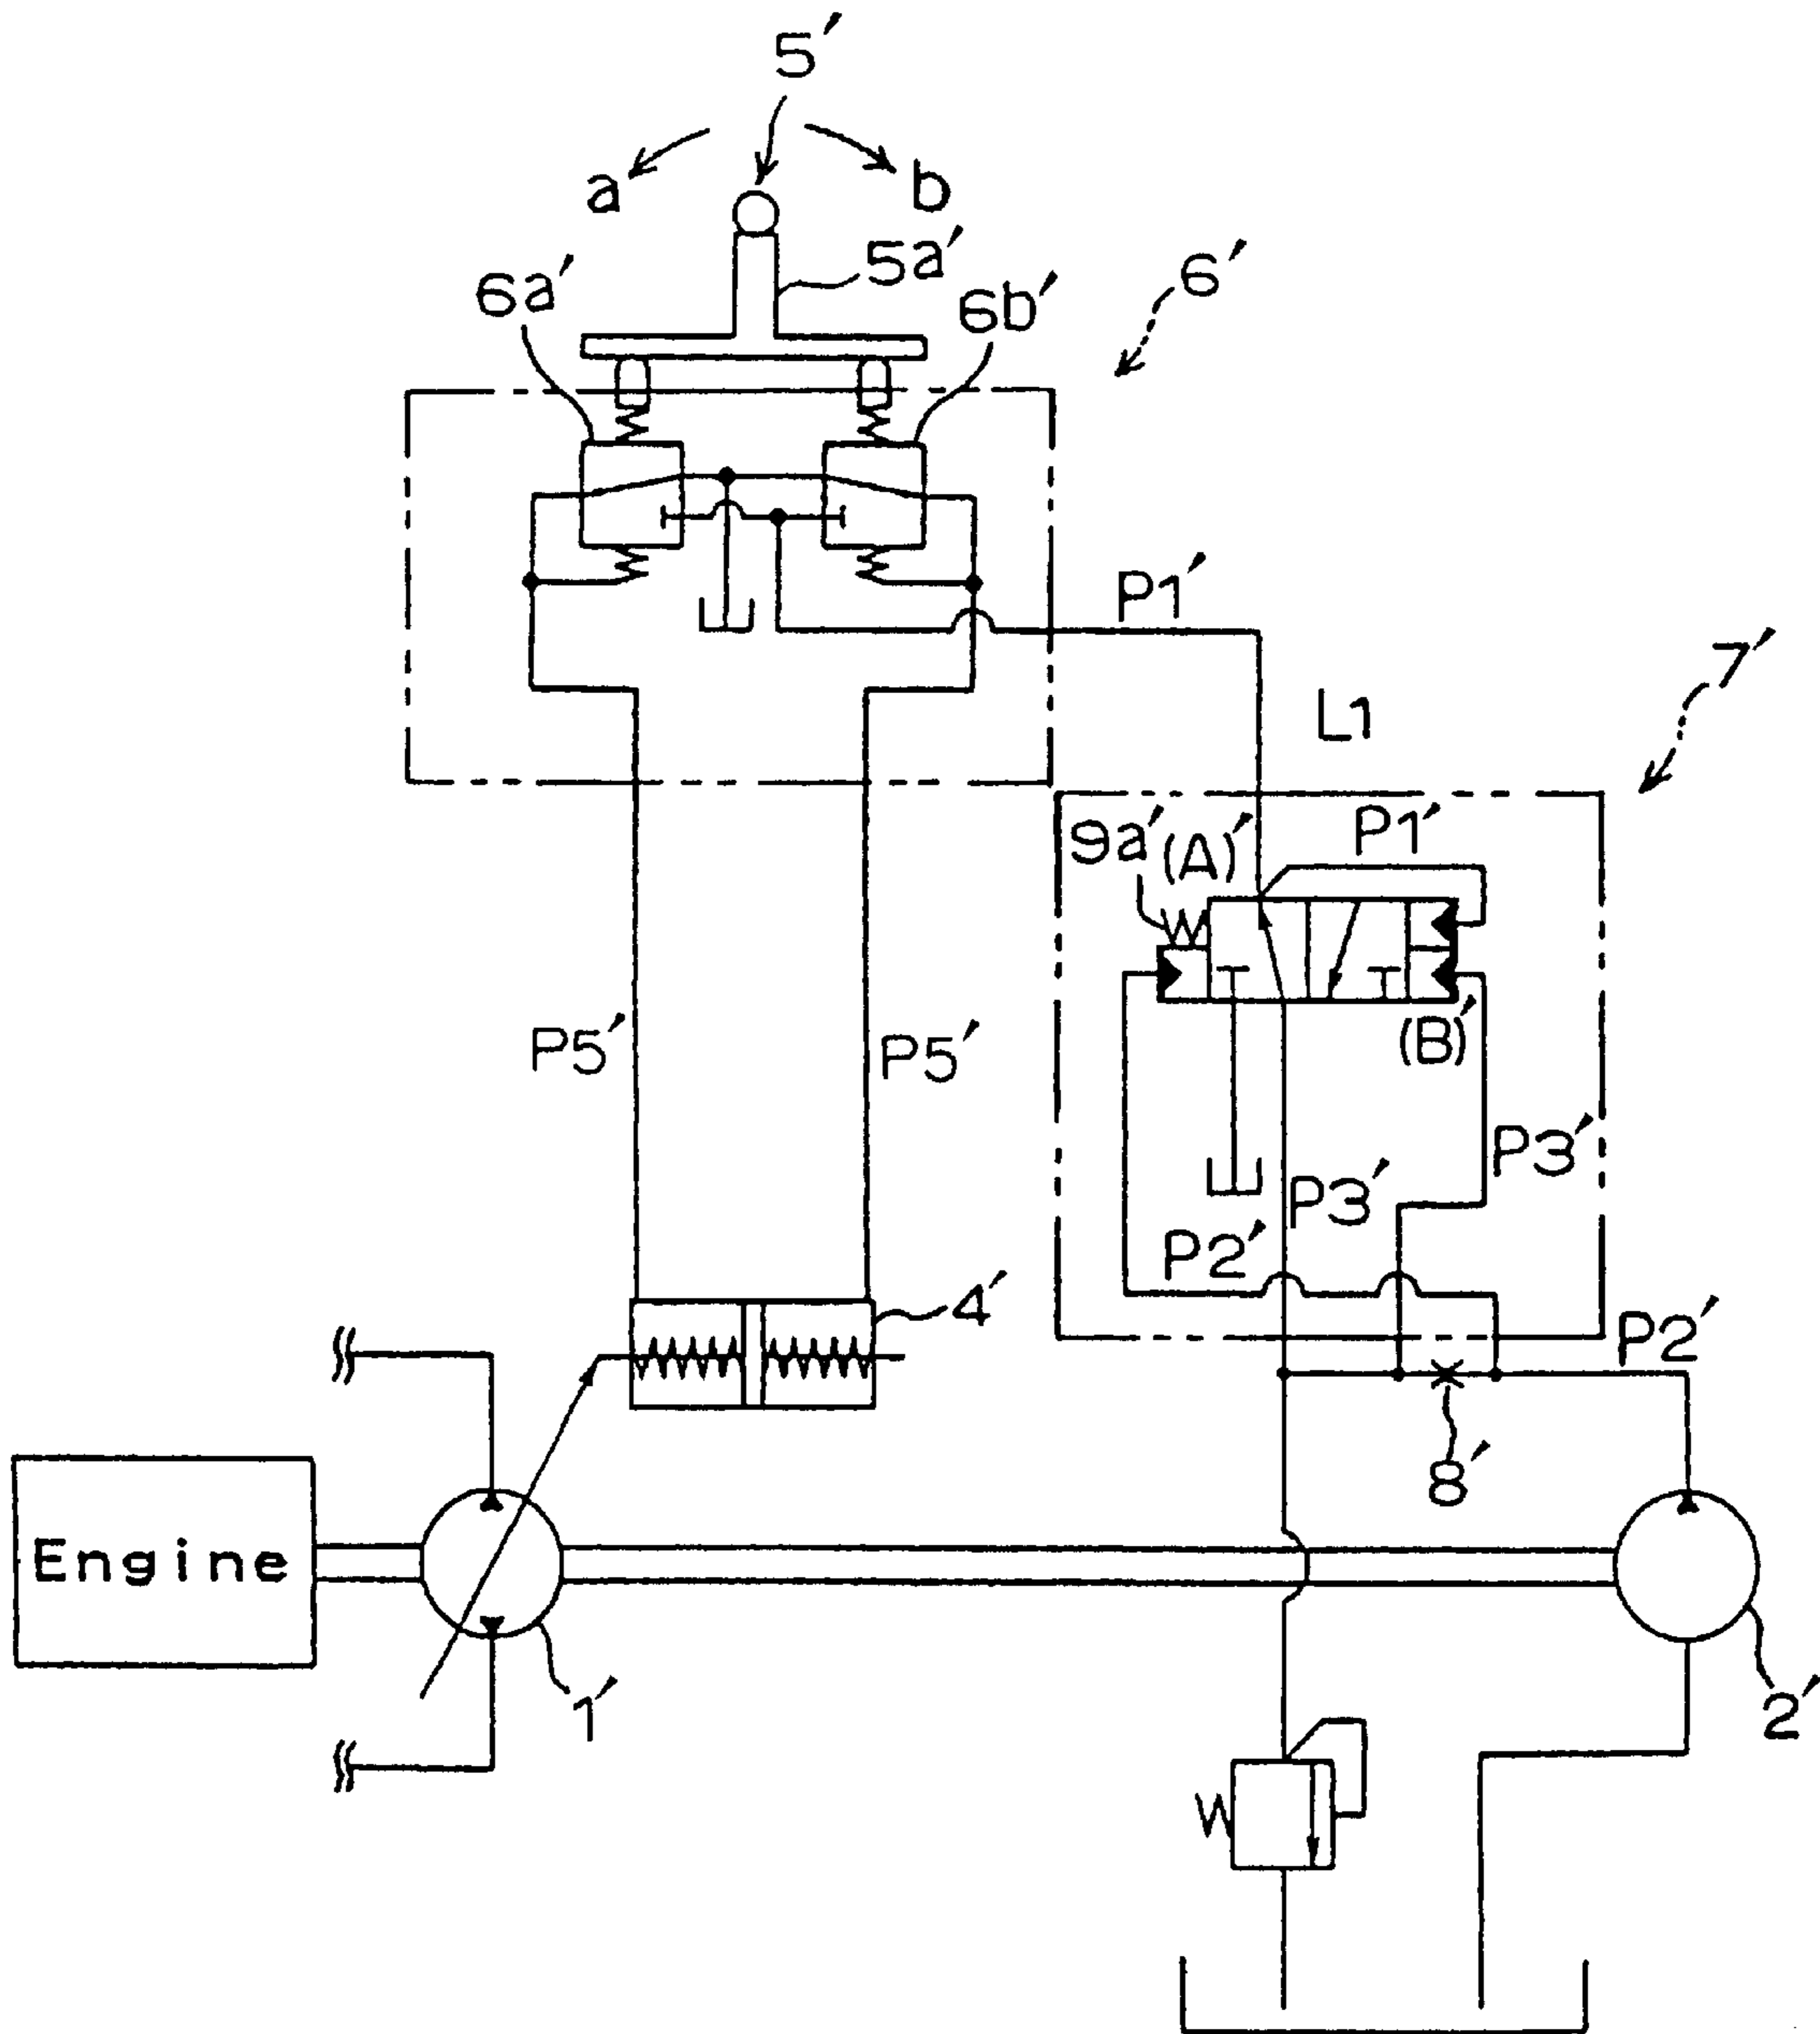 5′
a
b
5a′
6a′
6b′
6′
P1′
7′
L1
9a′
(A)′
P1′
(B)′
P5′
P5′
P3′
P3′
P2′
4′
P2′
8′
Engine
1′
2′